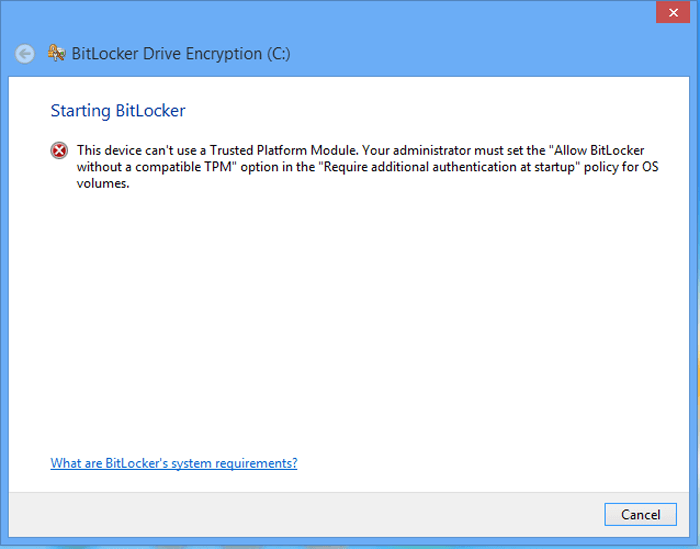 BitLocker Drive Encryption (C:)
Starting BitLocker
This device can't use a Trusted Platform Module. Your administrator must set the "Allow BitLocker
without a compatible TPM" option in the "Require additional authentication at startup" policy for OS
volumes.
What are BitLocker's system requirements?
Cancel